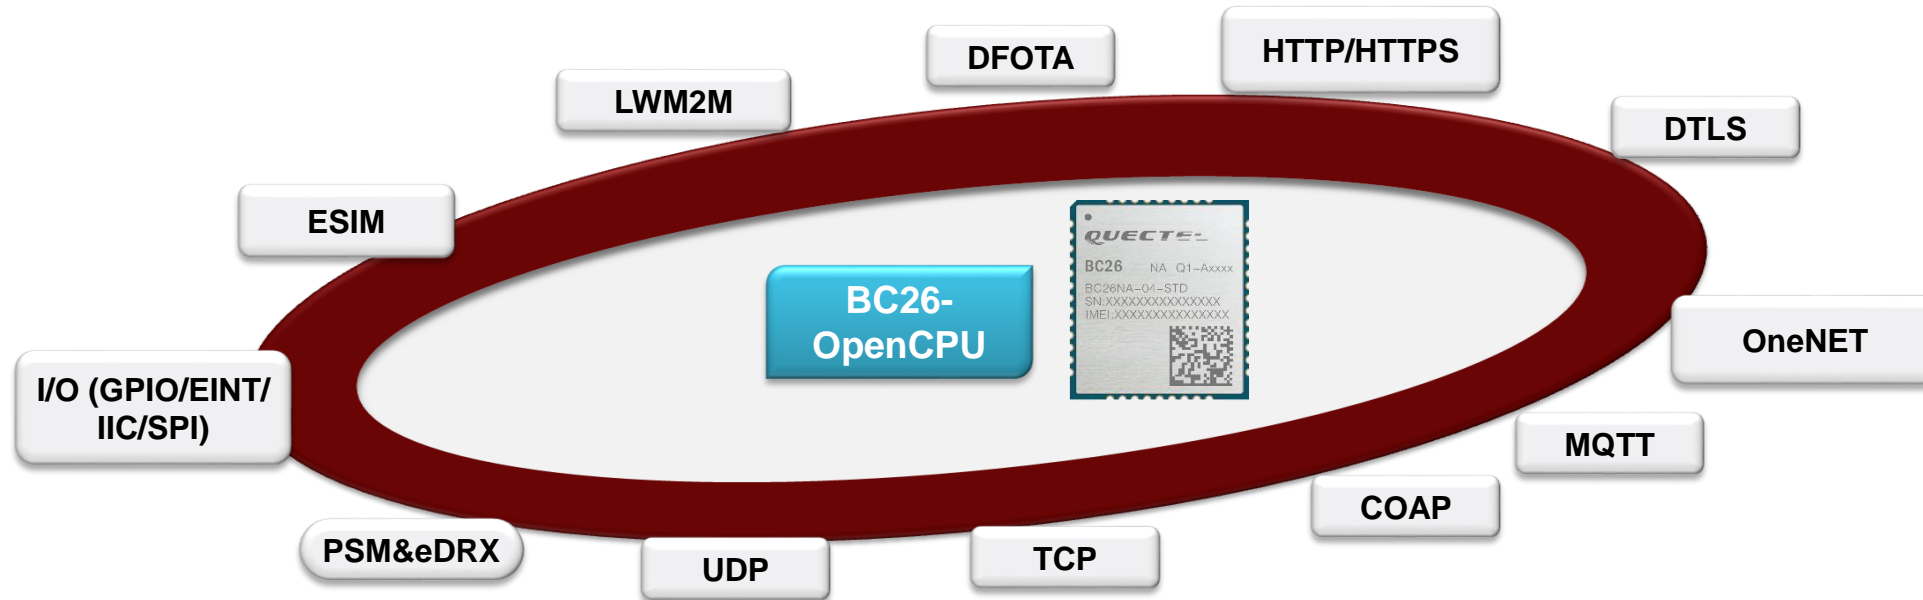 DFOTA
HTTP/HTTPS
LWM2M
DTLS
ESIM
QUECTEL
BC26 NA Q1-Axxxx
BC26NA-04-STD
SN:XXXXXXXXXXXXXXX
IMEI:XXXXXXXXXXXXXXX
BC26-
OpenCPU
OneNET
I/O (GPIO/EINT/
IIC/SPI)
MQTT
COAP
PSM&eDRX
UDP
TCP